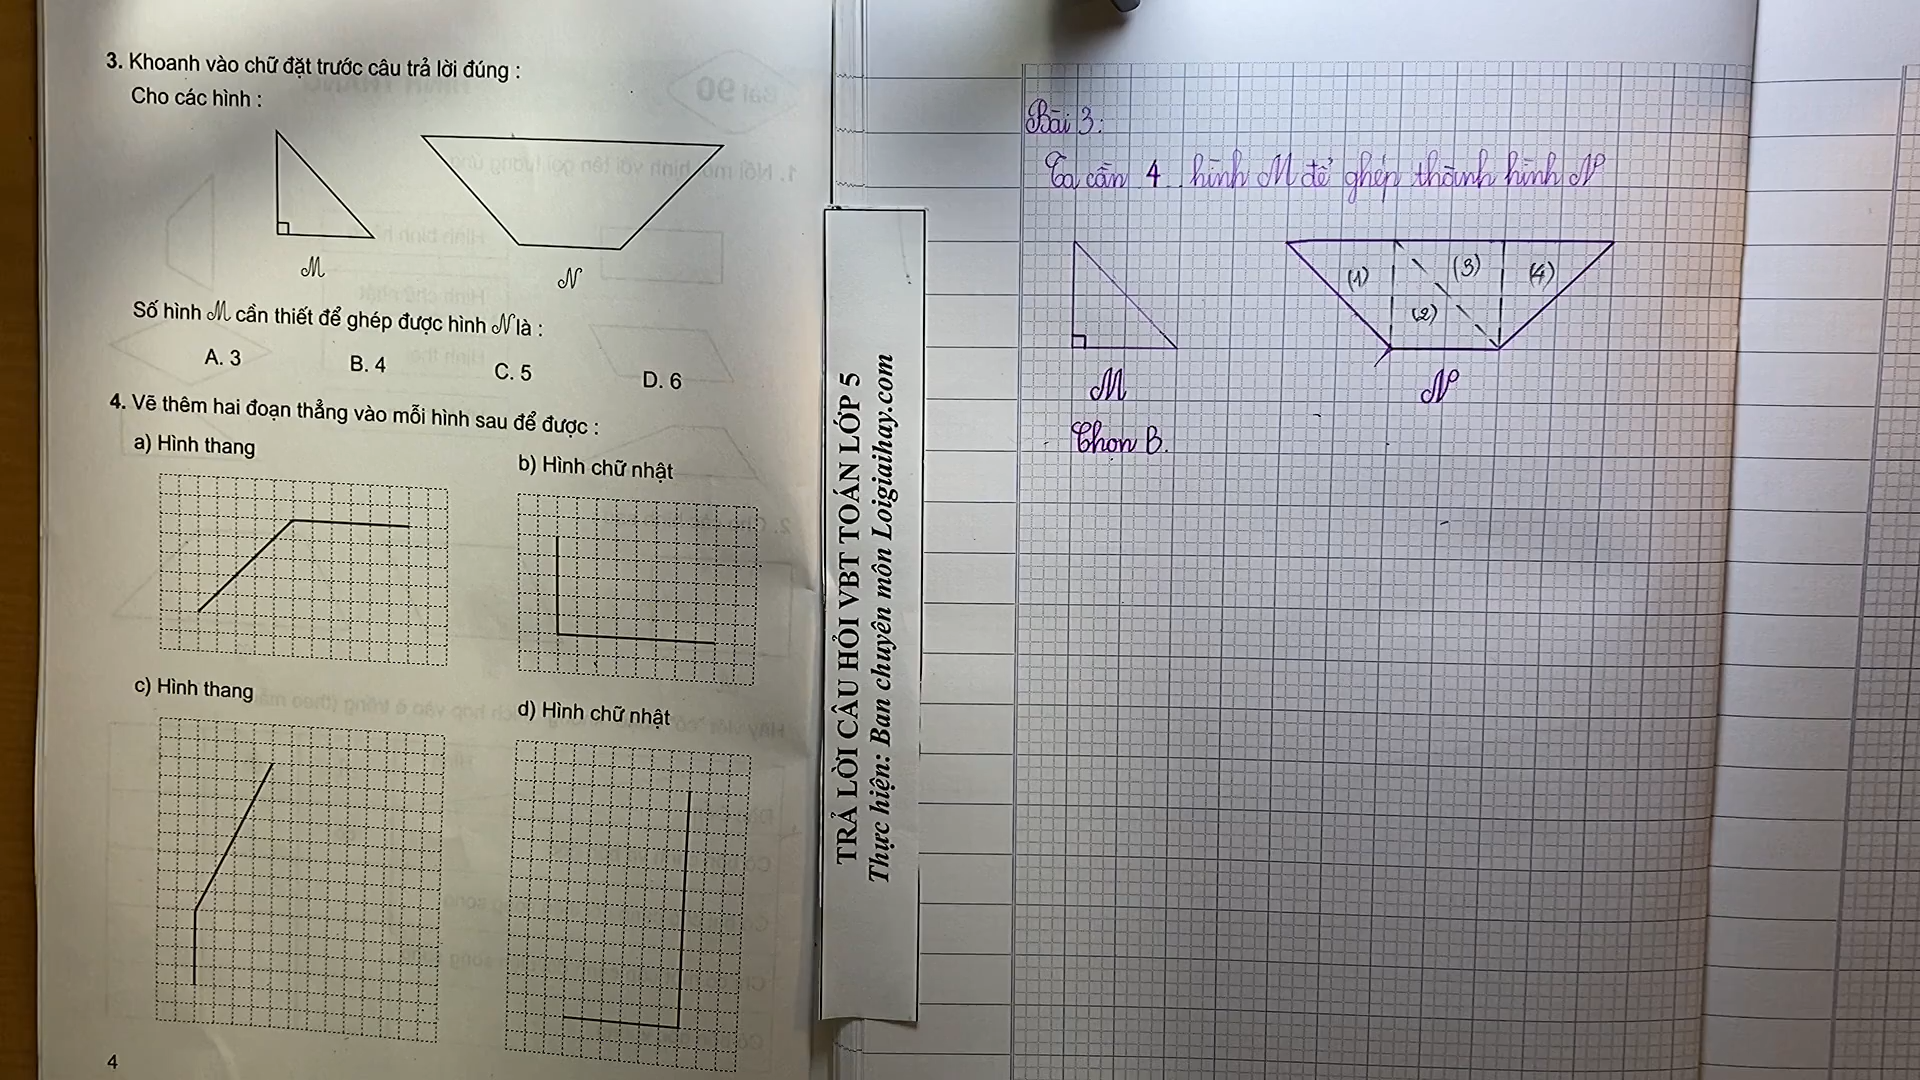 3. Khoanh vào chữ đặt trước câu trả lời đúng :
Cho các hình :
M
N
Số hình M cần thiết để ghép được hình N là :
A. 3
B. 4
C. 5
D. 6
4. Vẽ thêm hai đoạn thẳng vào mỗi hình sau để được :
a) Hình thang
b) Hình chữ nhật
c) Hình thang
d) Hình chữ nhật
4
TRẢ LỜI CÂU HỎI VBT TOÁN LỚP 5
Thực hiện: Ban chuyên môn Loigiaihay.com
Bài 3:
Ta cần 4 hình M để ghép thành hình N
(1)
(2)
(3)
(4)
M
N
Chọn B.